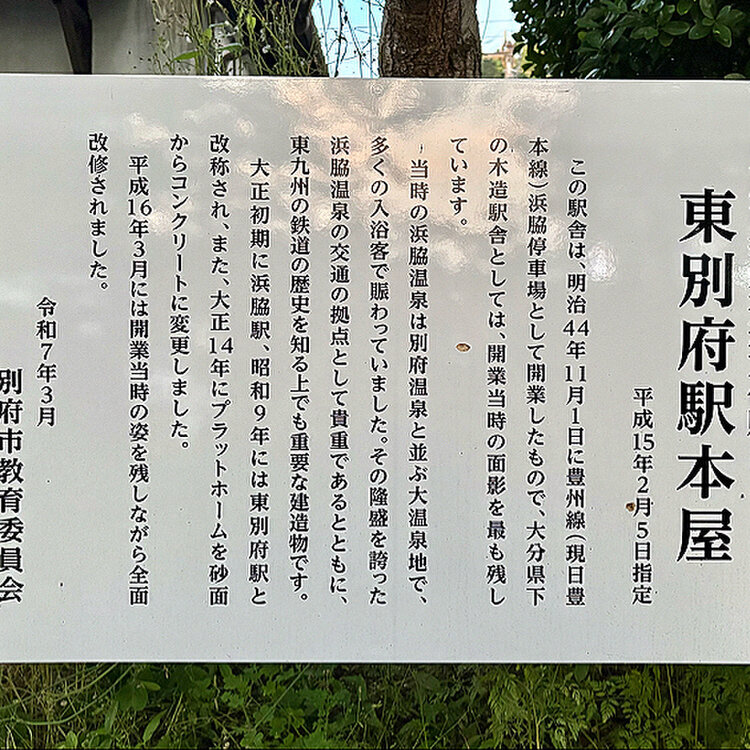 東別府駅本屋
平成15年2月5日指定
この駅舎は、明治44年11月1日に豊州線(現日豊
本線)浜脇停車場として開業したもので、大分県下
の木造駅舎としては、開業当時の面影を最も残し
ています。
当時の浜脇温泉は別府温泉と並ぶ大温泉地で、
多くの入浴客で賑わっていました。その隆盛を誇った
浜脇温泉の交通の拠点として貴重であるとともに、
東九州の鉄道の歴史を知る上でも重要な建造物です。
大正初期に浜脇駅、昭和9年には東別府駅と
改称され、また、大正14年にプラットホームを砂面
からコンクリートに変更しました。
平成16年3月には開業当時の姿を残しながら全面
改修されました。
令和7年3月
別府市教育委員会